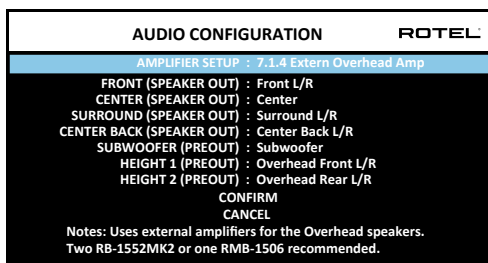 AUDIO CONFIGURATION ROTEL
AMPLIFIER SETUP : 7.1.4 Extern Overhead Amp
FRONT (SPEAKER OUT) : Front L/R
CENTER (SPEAKER OUT) : Center
SURROUND (SPEAKER OUT) : Surround L/R
CENTER BACK (SPEAKER OUT) : Center Back L/R
SUBWOOFER (PREOUT) : Subwoofer
HEIGHT 1 (PREOUT) : Overhead Front L/R
HEIGHT 2 (PREOUT) : Overhead Rear L/R
CONFIRM
CANCEL
Notes: Uses external amplifiers for the Overhead speakers.
Two RB-1552MK2 or one RMB-1506 recommended.